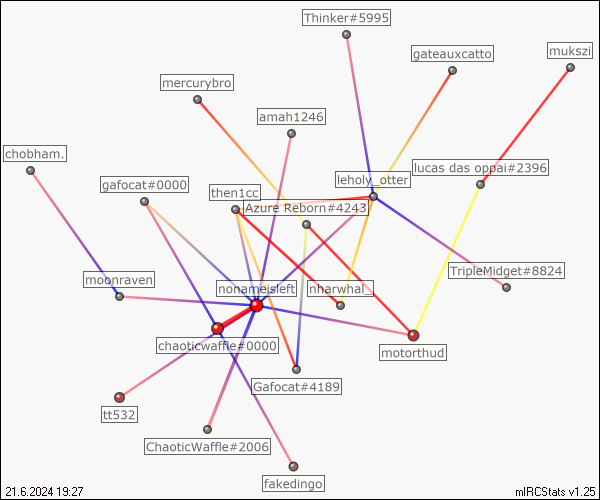 Thinker#5995
gateauxcatto
mukszi
mercurybro
amah1246
chobham.
lucas das oppai#2396
leholy_otter
gafocat#0000
then1cc
Azure Reborn#4243
TripleMidget#8824
moonraven
nonameisleft
nharwhal_
chaoticwaffle#0000
motorthud
Gafocat#4189
tt532
ChaoticWaffle#2006
fakedingo
21.6.2024 19:27
mIRCStats v1.25